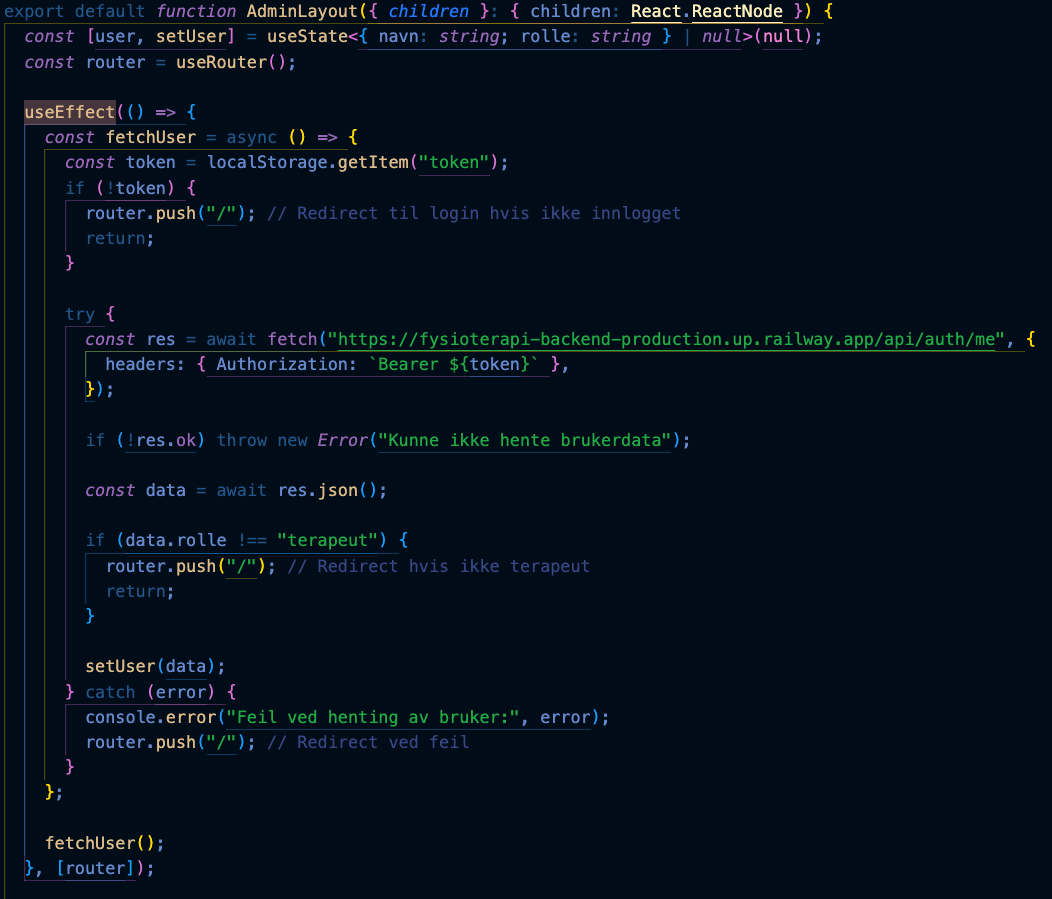 export default function AdminLayout({ children }: { children: React.ReactNode }) {
  const [user, setUser] = useState<{ navn: string; rolle: string } | null>(null);
  const router = useRouter();

  useEffect(() => {
    const fetchUser = async () => {
      const token = localStorage.getItem("token");
      if (!token) {
        router.push("/"); // Redirect til login hvis ikke innlogget
        return;
      }

      try {
        const res = await fetch("https://fysioterapi-backend-production.up.railway.app/api/auth/me", {
          headers: { Authorization: `Bearer ${token}` },
        });

        if (!res.ok) throw new Error("Kunne ikke hente brukerdata");

        const data = await res.json();

        if (data.rolle !== "terapeut") {
          router.push("/"); // Redirect hvis ikke terapeut
          return;
        }

        setUser(data);
      } catch (error) {
        console.error("Feil ved henting av bruker:", error);
        router.push("/"); // Redirect ved feil
      }
    };

    fetchUser();
  }, [router]);